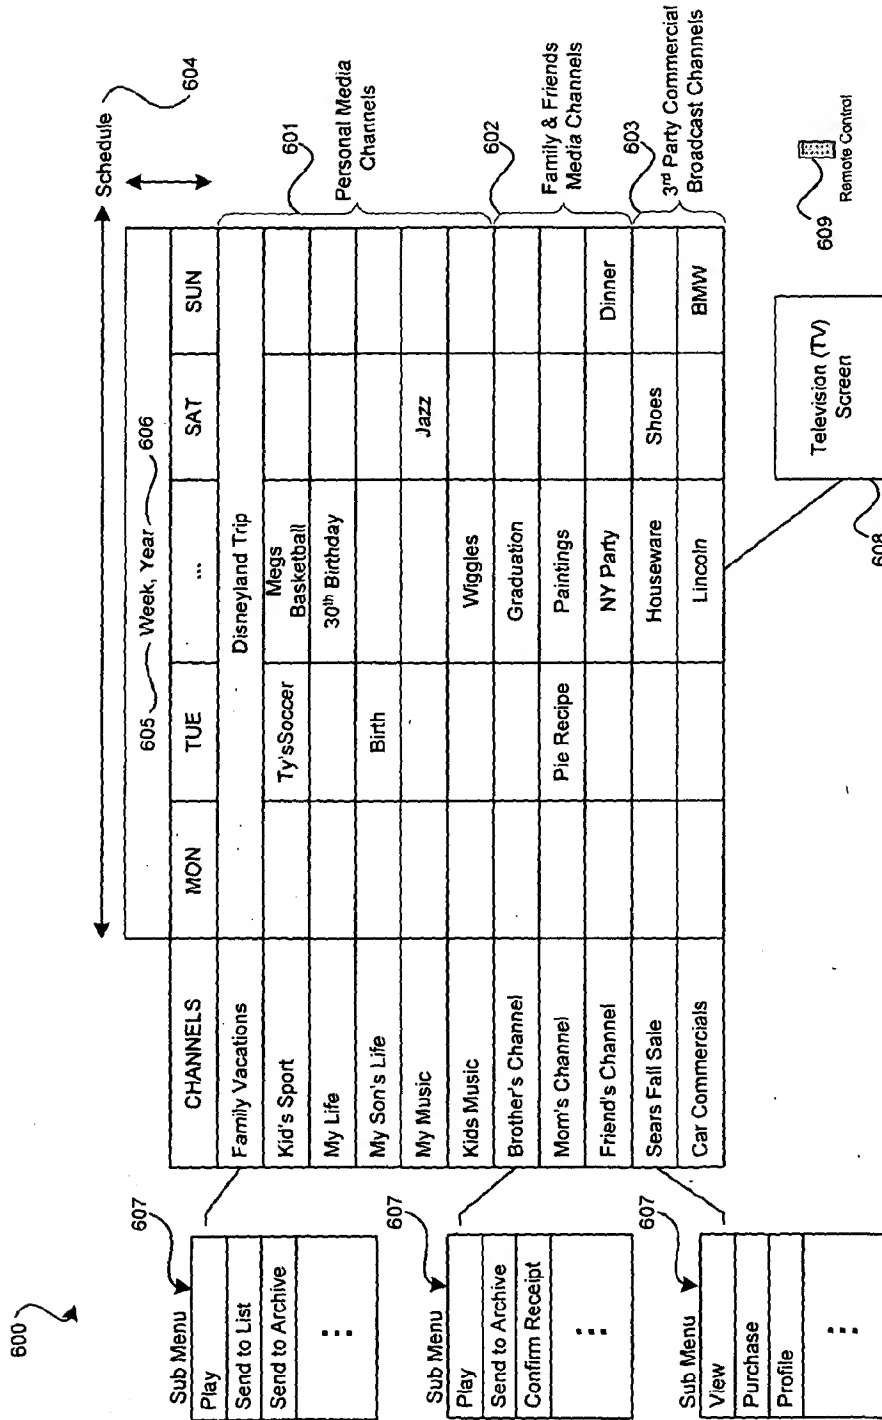 600
Schedule
604
605
Week, Year
606
CHANNELS
MON
TUE
...
SAT
SUN
Family Vacations
Disneyland Trip
Kid's Sport
Ty'sSoccer
Megs
Basketball
My Life
30th Birthday
My Son's Life
Birth
My Music
Jazz
Kids Music
Wiggles
Brother's Channel
Graduation
Mom's Channel
Pie Recipe
Paintings
Friend's Channel
NY Party
Dinner
Sears Fall Sale
Houseware
Shoes
Car Commercials
Lincoln
BMW
601
Personal Media
Channels
602
Family & Friends
Media Channels
603
3rd Party Commercial
Broadcast Channels
Sub Menu
607
Play
Send to List
Send to Archive
Sub Menu
607
Play
Send to Archive
Confirm Receipt
Sub Menu
607
View
Purchase
Profile
608
Television (TV)
Screen
609
Remote Control